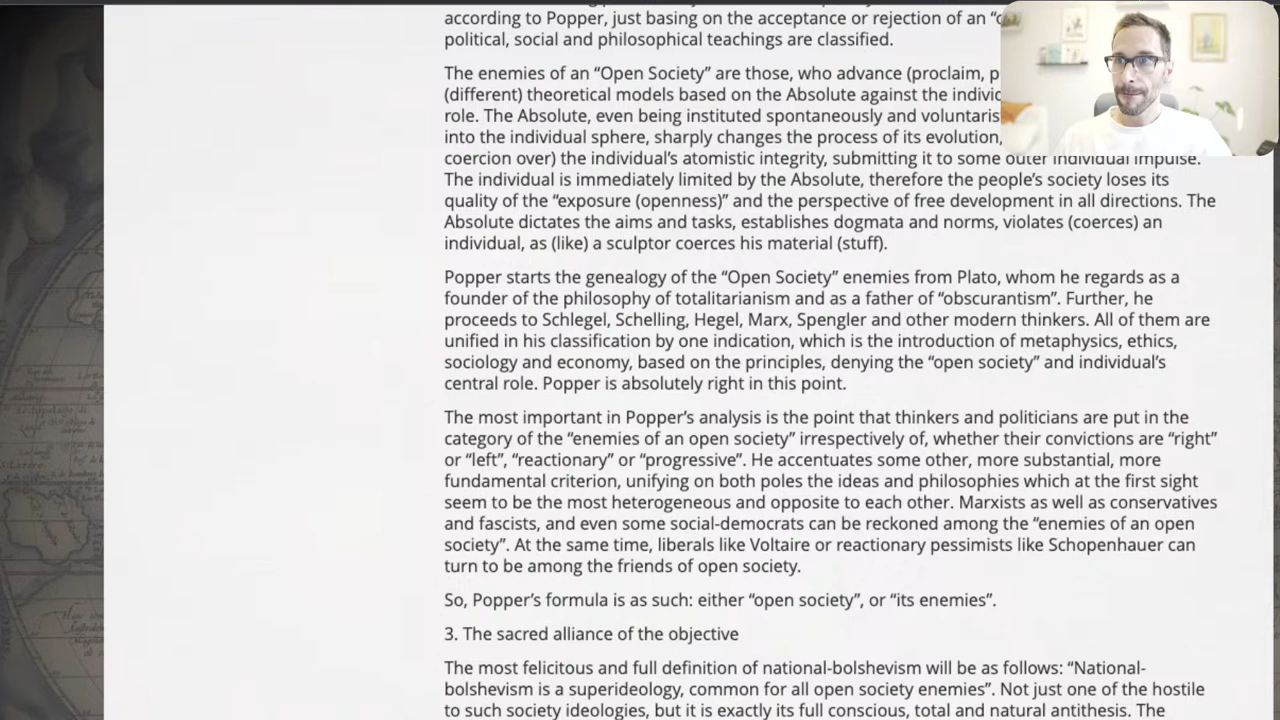 according to Popper, just basing on the acceptance or rejection of an
political, social and philosophical teachings are classified.
The enemies of an “Open Society” are those, who advance (proclaim,
(different) theoretical models based on the Absolute against the
role. The Absolute, even being instituted spontaneously and
into the individual sphere, sharply changes the process of its evolution,
coercion over) the individual’s atomistic integrity, submitting it to some outer individual impulse.
The individual is immediately limited by the Absolute, therefore the people’s society loses its
quality of the “exposure (openness)” and the perspective of free development in all directions. The
Absolute dictates the aims and tasks, establishes dogmata and norms, violates (coerces) an
individual, as (like) a sculptor coerces his material (stuff).
Popper starts the genealogy of the “Open Society” enemies from Plato, whom he regards as a
founder of the philosophy of totalitarianism and as a father of “obscurantism”. Further, he
proceeds to Schlegel, Schelling, Hegel, Marx, Spengler and other modern thinkers. All of them are
unified in his classification by one indication, which is the introduction of metaphysics, ethics,
sociology and economy, based on the principles, denying the “open society” and individual’s
central role. Popper is absolutely right in this point.
The most important in Popper’s analysis is the point that thinkers and politicians are put in the
category of the “enemies of an open society” irrespectively of, whether their convictions are “right”
or “left”, “reactionary” or “progressive”. He accentuates some other, more substantial, more
fundamental criterion, unifying on both poles the ideas and philosophies which at the first sight
seem to be the most heterogeneous and opposite to each other. Marxists as well as conservatives
and fascists, and even some social-democrats can be reckoned among the “enemies of an open
society”. At the same time, liberals like Voltaire or reactionary pessimists like Schopenhauer can
turn to be among the friends of open society.
So, Popper’s formula is as such: either “open society”, or “its enemies”.
3. The sacred alliance of the objective
The most felicitous and full definition of national-bolshevism will be as follows: “National-
bolshevism is a superideology, common for all open society enemies”. Not just one of the hostile
to such society ideologies, but it is exactly its full conscious, total and natural antithesis. The